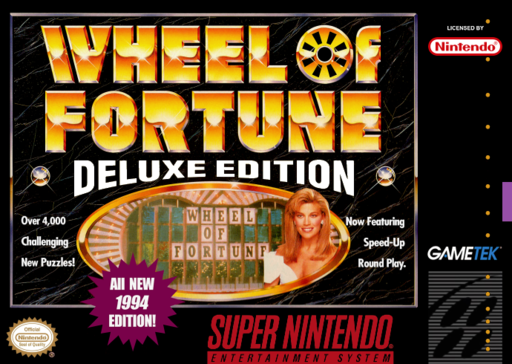 LICENSED BY
Nintendo®
WHEEL OF
FORTUNE
DELUXE EDITION
Over 4,000
Challenging
New Puzzles!
WHEEL
OF
FORTUNE
Now Featuring
Speed-Up
Round Play.
All NEW
1994
EDITION!
GAMETEK
Official
Nintendo
Seal of Quality
SUPER NINTENDO
ENTERTAINMENT SYSTEM